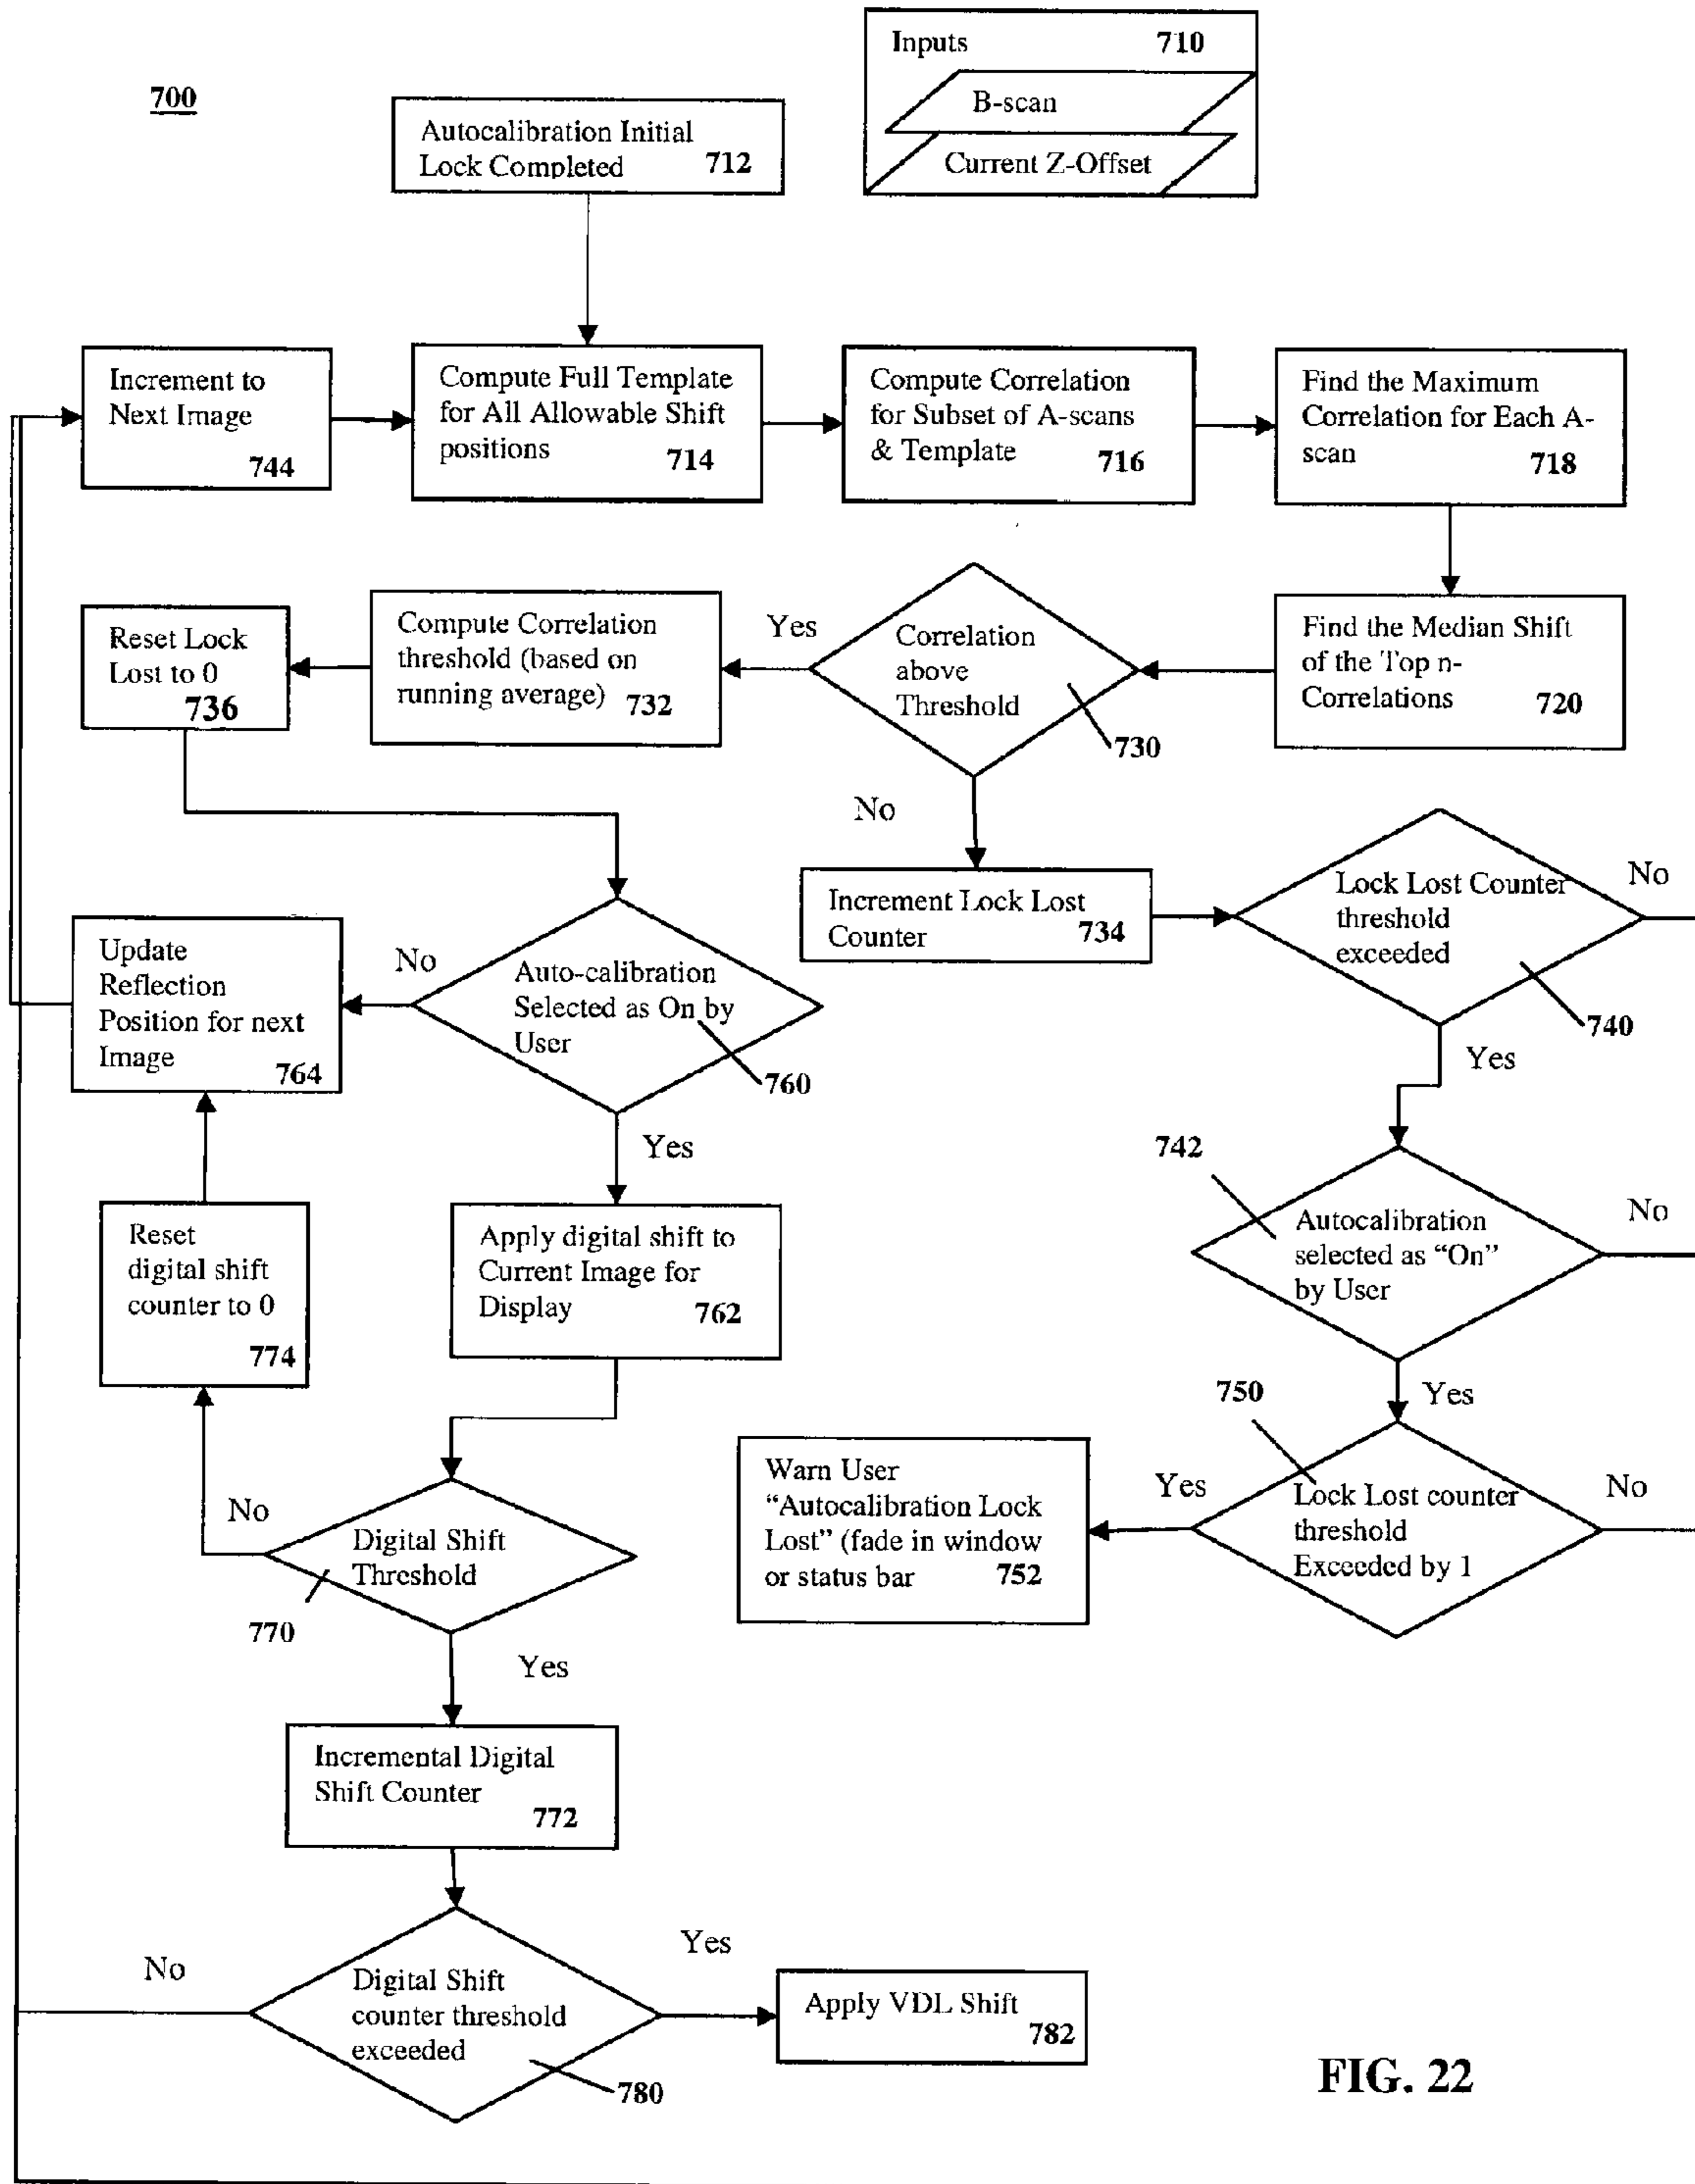 700
Inputs 710
B-scan
Current Z-Offset
Autocalibration Initial
Lock Completed 712
Increment to
Next Image
744
Compute Full Template
for All Allowable Shift
positions 714
Compute Correlation
for Subset of A-scans
& Template 716
Find the Maximum
Correlation for Each A-
scan 718
Reset Lock
Lost to 0
736
Compute Correlation
threshold (based on
running average) 732
Yes
Correlation
above
Threshold
730
No
Find the Median Shift
of the Top n-
Correlations 720
Increment Lock Lost
Counter 734
Lock Lost Counter
threshold
exceeded
740
No
Yes
Update
Reflection
Position for next
Image 764
No
Auto-calibration
Selected as On by
User
760
Yes
742
Autocalibration
selected as “On”
by User
No
Yes
Reset
digital shift
counter to 0
774
Apply digital shift to
Current Image for
Display 762
750
Lock Lost counter
threshold
Exceeded by 1
No
Yes
Warn User
“Autocalibration Lock
Lost” (fade in window
or status bar 752
No
Digital Shift
Threshold
770
Yes
Incremental Digital
Shift Counter
772
No
Digital Shift
counter threshold
exceeded
780
Yes
Apply VDL Shift
782
FIG. 22